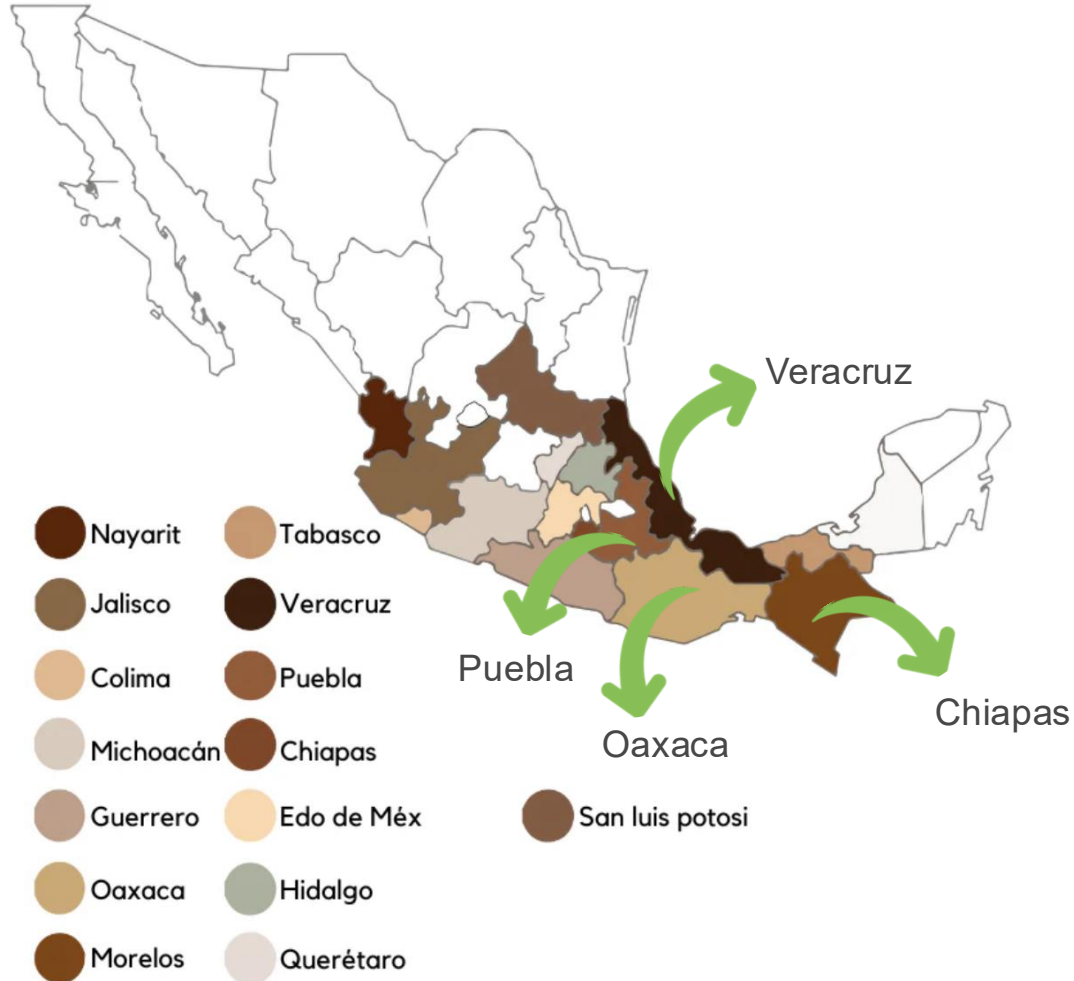 Veracruz
Puebla
Oaxaca
Chiapas
Nayarit
Tabasco
Jalisco
Veracruz
Colima
Puebla
Michoacán
Chiapas
Guerrero
Edo de Méx
San luis potosi
Oaxaca
Hidalgo
Morelos
Querétaro